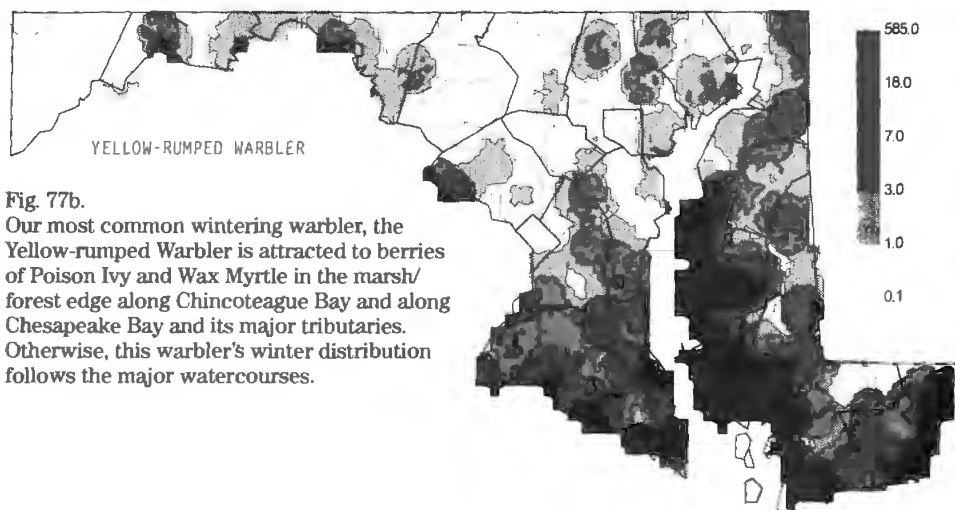 YELLOW-RUMPED WARBLER
Fig. 77b.
Our most common wintering warbler, the
Yellow-rumped Warbler is attracted to berries
of Poison Ivy and Wax Myrtle in the marsh/
forest edge along Chincoteague Bay and along
Chesapeake Bay and its major tributaries.
Otherwise, this warbler's winter distribution
follows the major watercourses.
585.0
18.0
7.0
3.0
1.0
0.1